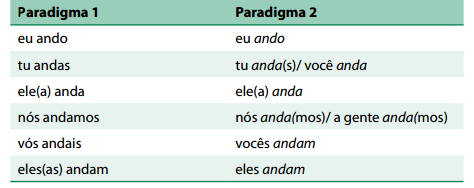 Paradigma 1 Paradigma 2
eu ando eu ando
tu andas tu anda(s)/ você anda
ele(a) anda ele(a) anda
nós andamos nós anda(mos)/ a gente anda(mos)
vós andais vocês andam
eles(as) andam eles andam